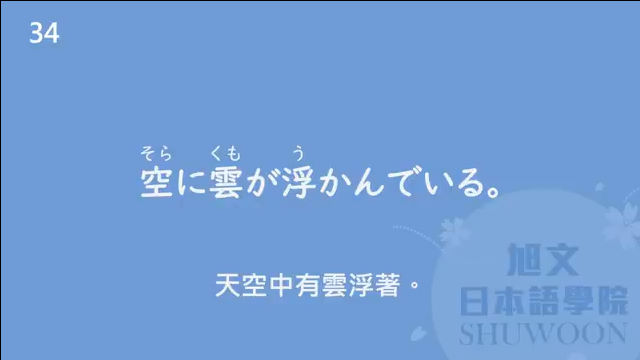 34
そら くも う
空に雲が浮かんでいる。
天空中有雲浮著。
旭文
日本語學院
SHUWOON